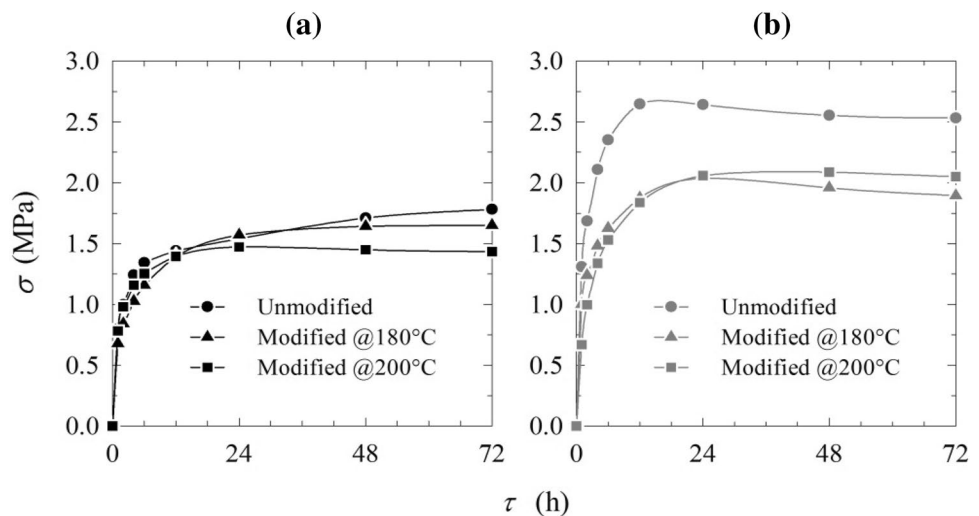 (a)
(b)
σ (MPa)
3.0
2.5
2.0
1.5
1.0
0.5
0.0
Unmodified
Modified @180°C
Modified @200°C
0 24 48 72
3.0
2.5
2.0
1.5
1.0
0.5
0.0
Unmodified
Modified @180°C
Modified @200°C
0 24 48 72
τ (h)